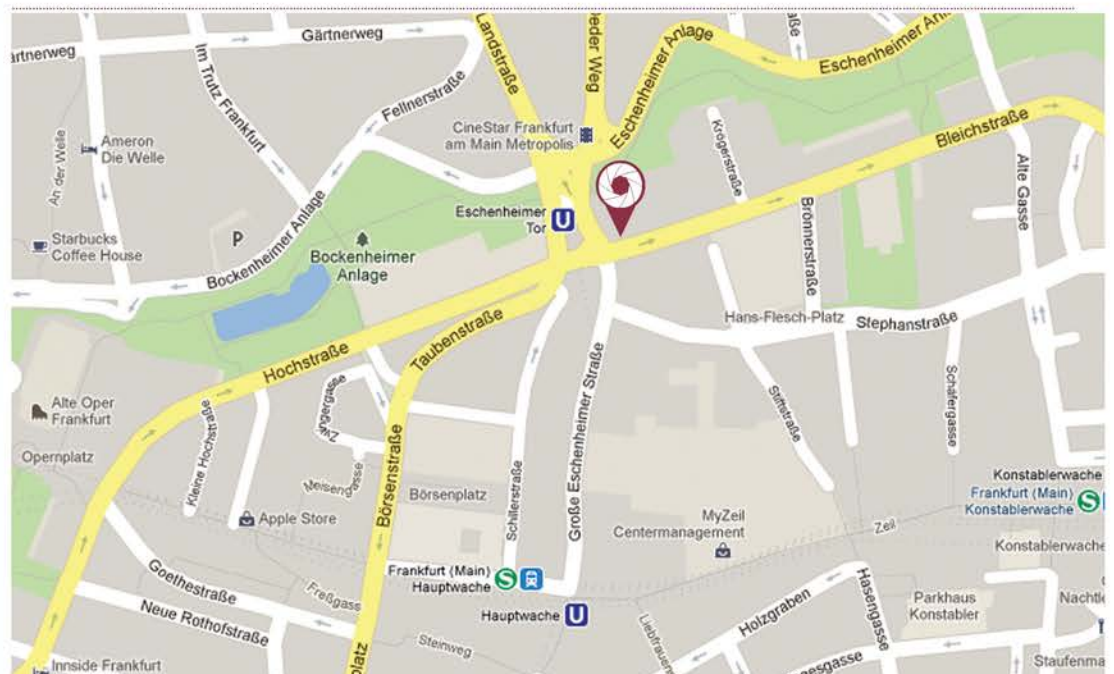 Gärtnerweg
Landstraße
Eschenheimer Anlage
Eschenheimer
Im Trutz Frankfurt
Fellnerstraße
CineStar Frankfurt
am Main Metropolis
Eschenheimer Anlage
Krögerstraße
Bleichstraße
An der Welle
Ameron
Die Welle
Alte Gasse
Eschenheimer
Tor
U
Brönnerstraße
Starbucks
Coffee House
P
Bockenheimer Anlage
Bockenheimer
Anlage
Hans-Flesch-Platz
Stephanstraße
Hochstraße
Taubenstraße
Zwingergasse
Große Eschenheimer Straße
Stiftstraße
Schäfergasse
Alte Oper
Frankfurt
Kleine Hochstraße
Opernplatz
Meisengasse
Börsenstraße
Börsenplatz
Schillerstraße
Konstablerwache
Frankfurt (Main)
Konstablerwache
S
Apple Store
MyZeil
Centermanagement
Zeil
Konstablerwache
Frankfurt (Main)
Hauptwache
S
Goethestraße
Freßgass
Hauptwache
U
Neue Rothofstraße
Steinweg
Holzgraben
Hasengasse
Parkhaus
Konstabler
Innside Frankfurt